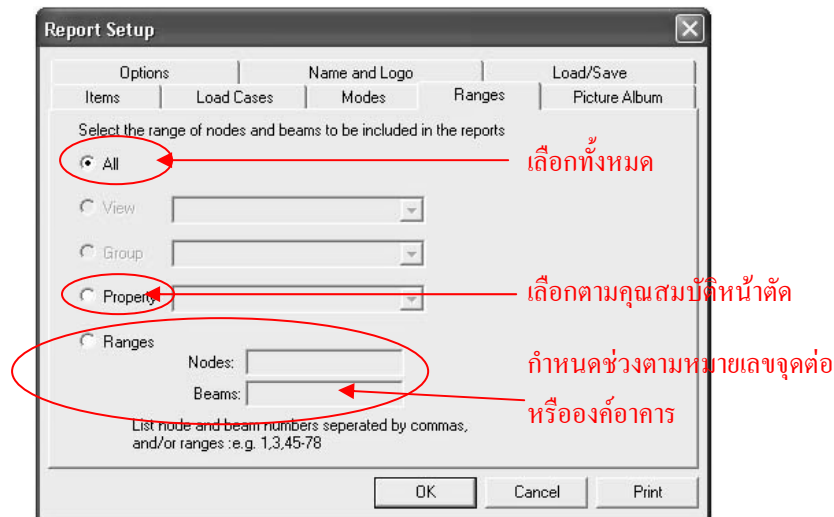 Report Setup
Options Name and Logo Load/Save
Items Load Cases Modes Ranges Picture Album
Select the range of nodes and beams to be included in the reports
All
เลือกทั้งหมด
View
Group
Property
เลือกตามคุณสมบัติหน้าตัด
Ranges
Nodes:
กำหนดช่วงตามหมายเลขจุดต่อ
Beams:
หรือองค์อาคาร
List node and beam numbers seperated by commas,
and/or ranges :e.g. 1,3,45-78
OK Cancel Print